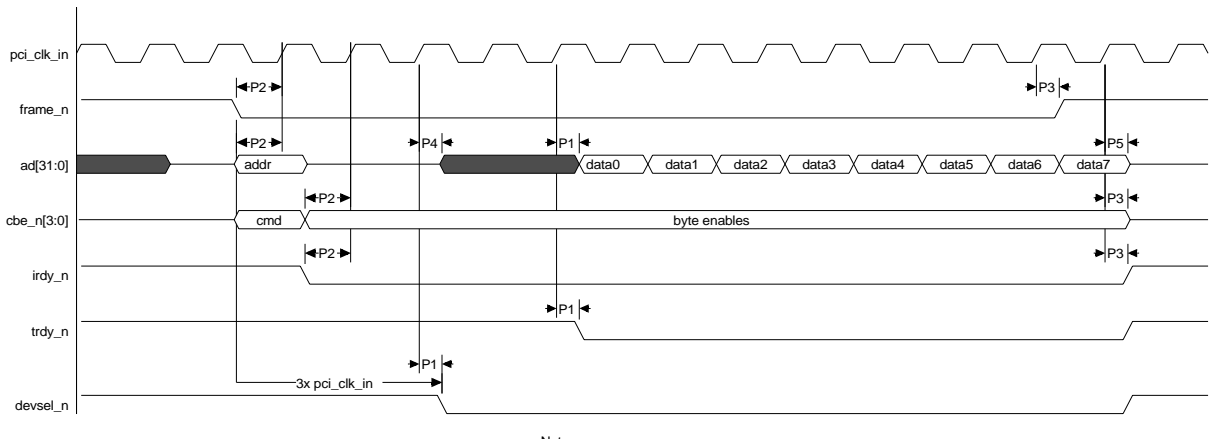 pci_clk_in
P2 P3
frame_n
P2 P4 P1 P5
ad[31:0] addr data0 data1 data2 data3 data4 data5 data6 data7
P2 P3
cbe_n[3:0] cmd byte enables
P2 P3
irdy_n
P1
trdy_n
P1
3x pci_clk_in
devsel_n